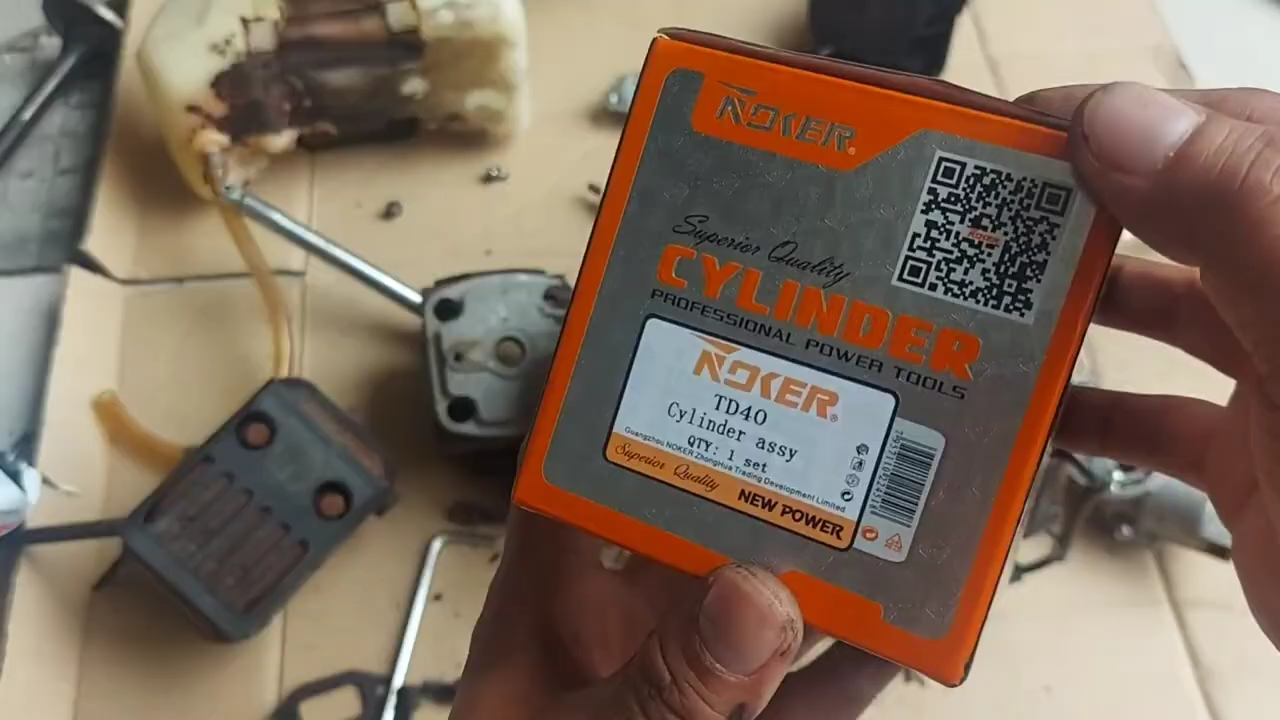 NOKER®
Superior Quality
CYLINDER
PROFESSIONAL POWER TOOLS
NOKER®
TD40
Cylinder assy
QTY: 1 set
Guangzhou NOKER ZhongHua Trading Development Limited
Superior Quality NEW POWER